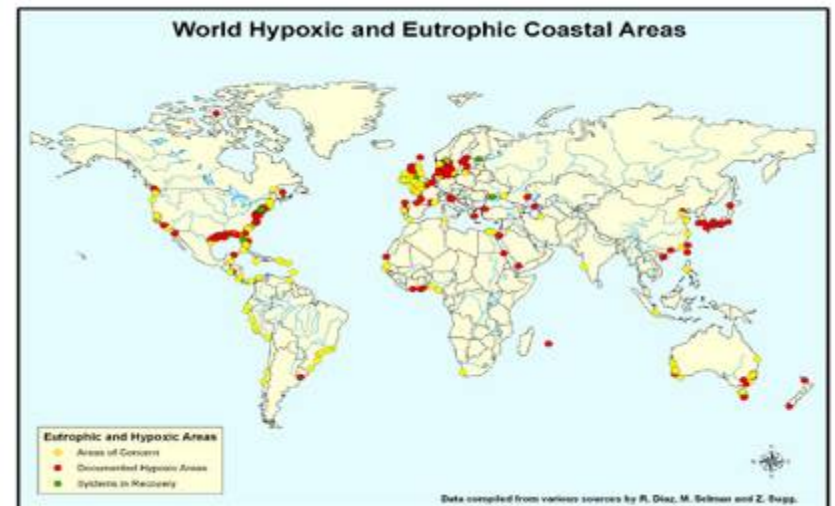 World Hypoxic and Eutrophic Coastal Areas
Eutrophic and Hypoxic Areas
Areas of Concern
Documented Hypoxic Areas
Systems in Recovery
Data compiled from various sources by R. Diaz, M. Selman and Z. Sugg.